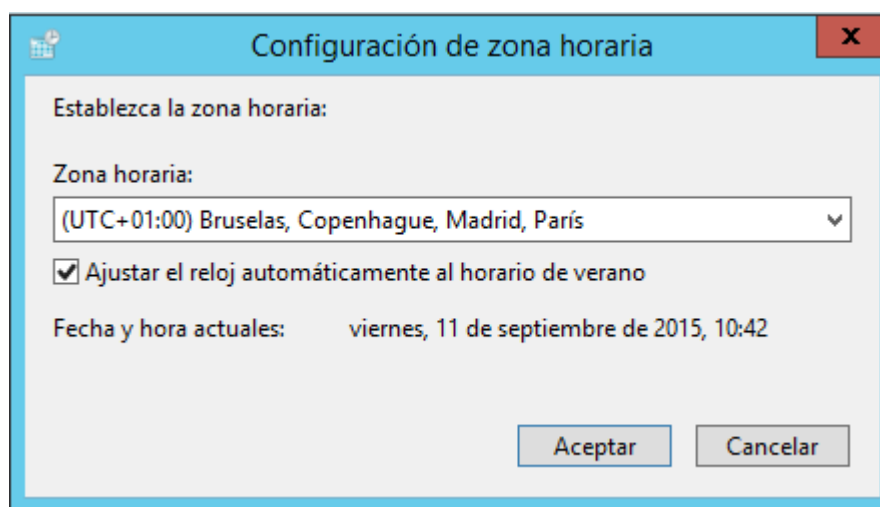 Configuración de zona horaria
x
Establezca la zona horaria:
Zona horaria:
(UTC+01:00) Bruselas, Copenhague, Madrid, París
Ajustar el reloj automáticamente al horario de verano
Fecha y hora actuales: viernes, 11 de septiembre de 2015, 10:42
Aceptar Cancelar